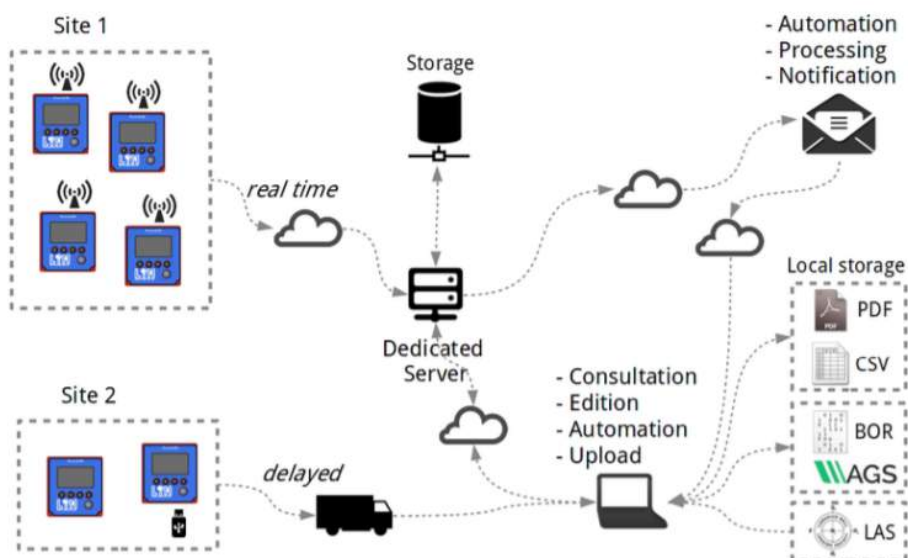 Site 1
Storage
- Automation
- Processing
- Notification
real time
Dedicated
Server
Local storage
PDF
PDF
CSV
Site 2
- Consultation
- Edition
- Automation
- Upload
delayed
BOR
AGS
LAS